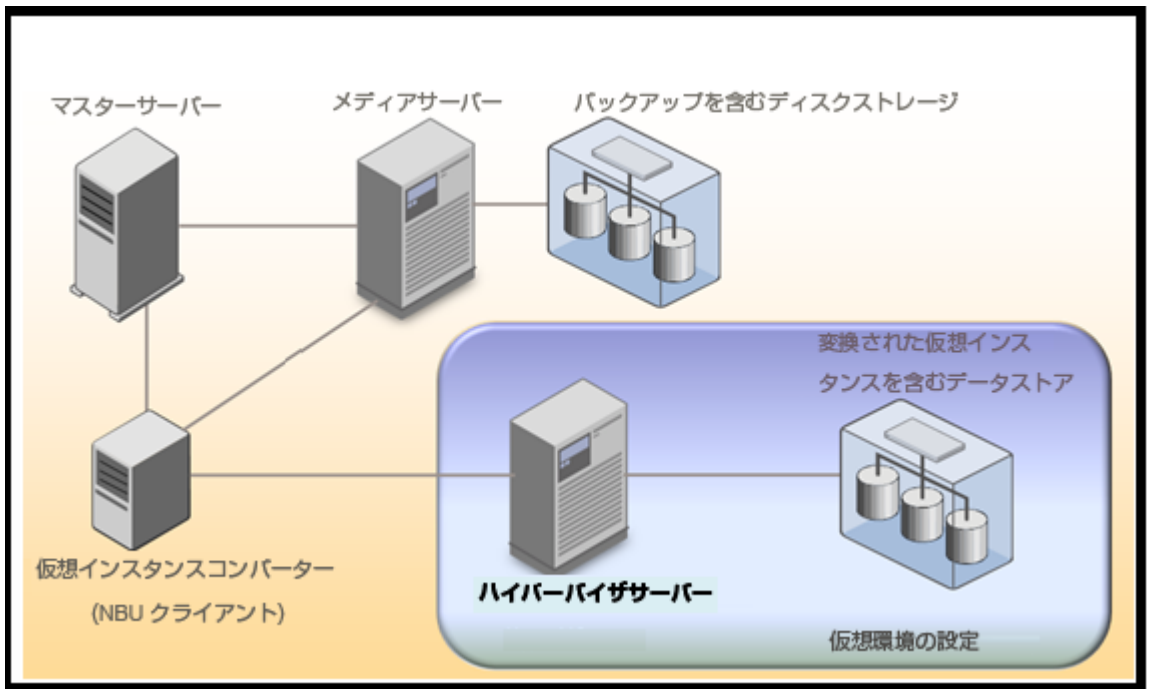 マスターサーバー
メディアサーバー
バックアップを含むディスクストレージ
変換された仮想インス
タンスを含むデータストア
仮想インスタンスコンバーター
(NBU クライアント)
ハイバーバイザサーバー
仮想環境の設定